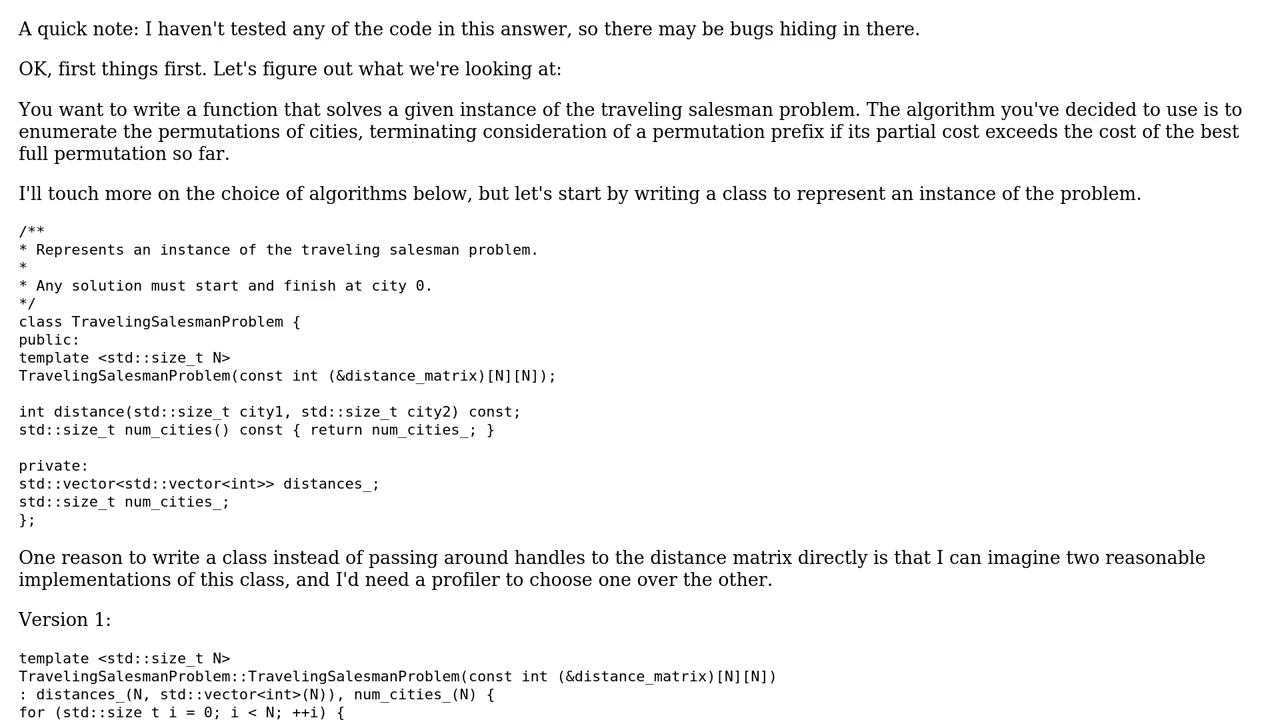 A quick note: I haven't tested any of the code in this answer, so there may be bugs hiding in there.
OK, first things first. Let's figure out what we're looking at:
You want to write a function that solves a given instance of the traveling salesman problem. The algorithm you've decided to use is to
enumerate the permutations of cities, terminating consideration of a permutation prefix if its partial cost exceeds the cost of the best
full permutation so far.
I'll touch more on the choice of algorithms below, but let's start by writing a class to represent an instance of the problem.
/**
* Represents an instance of the traveling salesman problem.
*
* Any solution must start and finish at city 0.
*/
class TravelingSalesmanProblem {
public:
template <std::size_t N>
TravelingSalesmanProblem(const int (&distance_matrix)[N][N]);
int distance(std::size_t city1, std::size_t city2) const;
std::size_t num_cities() const { return num_cities_; }
private:
std::vector<std::vector<int>> distances_;
std::size_t num_cities_;
};
One reason to write a class instead of passing around handles to the distance matrix directly is that I can imagine two reasonable
implementations of this class, and I'd need a profiler to choose one over the other.
Version 1:
template <std::size_t N>
TravelingSalesmanProblem::TravelingSalesmanProblem(const int (&distance_matrix)[N][N])
: distances_(N, std::vector<int>(N)), num_cities_(N) {
for (std::size_t i = 0; i < N; ++i) {